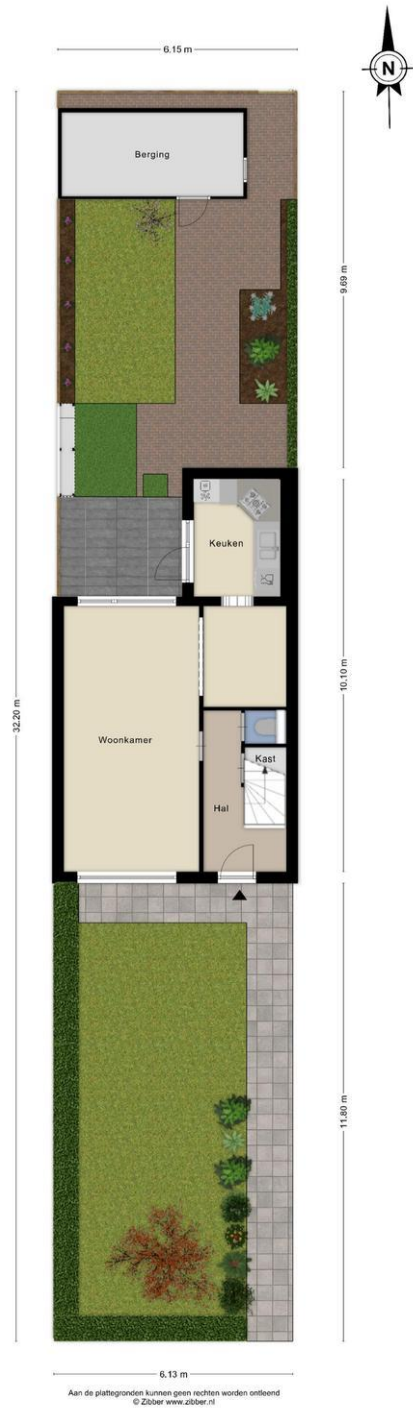 6.15 m
N
Berging
9.69 m
Keuken
32.20 m
10.10 m
Woonkamer
Kast
Hal
11.80 m
6.13 m
Aan de plattegronden kunnen geen rechten worden ontleend
© Zibber www.zibber.nl